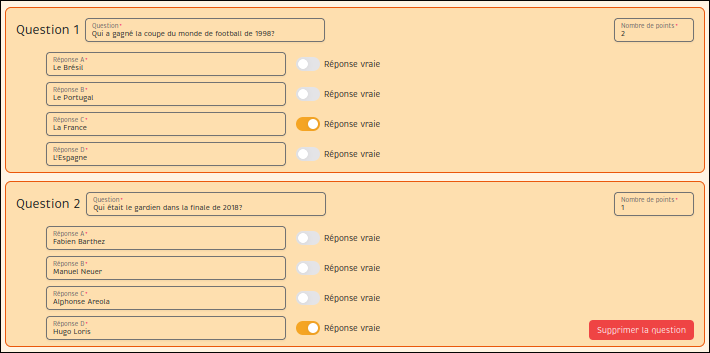 Question 1
Question*
Qui a gagné la coupe du monde de football de 1998?
Nombre de points*
2
Réponse A*
Le Brésil
Réponse vraie
Réponse B*
Le Portugal
Réponse vraie
Réponse C*
La France
Réponse vraie
Réponse D*
L'Espagne
Réponse vraie
Question 2
Question*
Qui était le gardien dans la finale de 2018?
Nombre de points*
1
Réponse A*
Fabien Barthez
Réponse vraie
Réponse B*
Manuel Neuer
Réponse vraie
Réponse C*
Alphonse Areola
Réponse vraie
Réponse D*
Hugo Loris
Réponse vraie
Supprimer la question